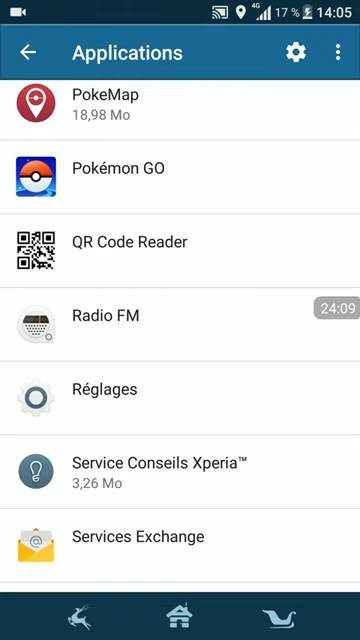 4G 17 % 14:05
Applications
PokeMap
18,98 Mo
Pokémon GO
QR Code Reader
Radio FM
24:09
Réglages
Service Conseils Xperia™
3,26 Mo
Services Exchange